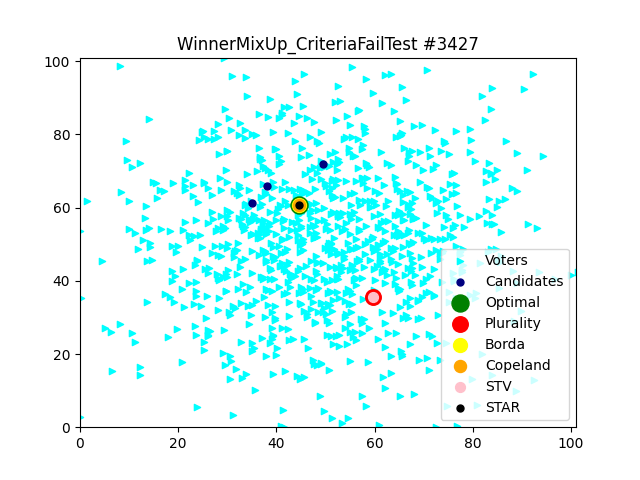 WinnerMixUp_CriteriaFailTest #3427
100
80
60
40
20
0
0 20 40 60 80 100
Voters
Candidates
Optimal
Plurality
Borda
Copeland
STV
STAR